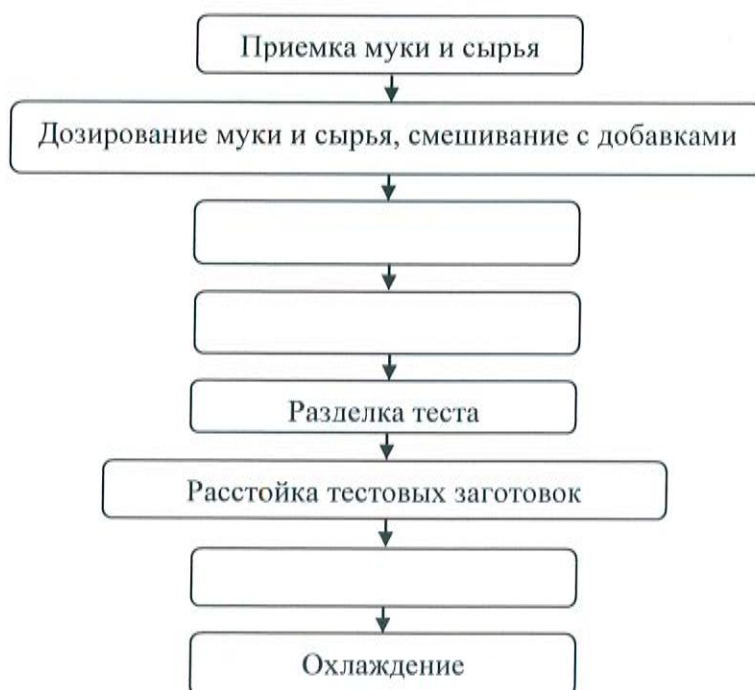 Приемка муки и сырья
Дозирование муки и сырья, смешивание с добавками
Разделка теста
Расстойка тестовых заготовок
Охлаждение